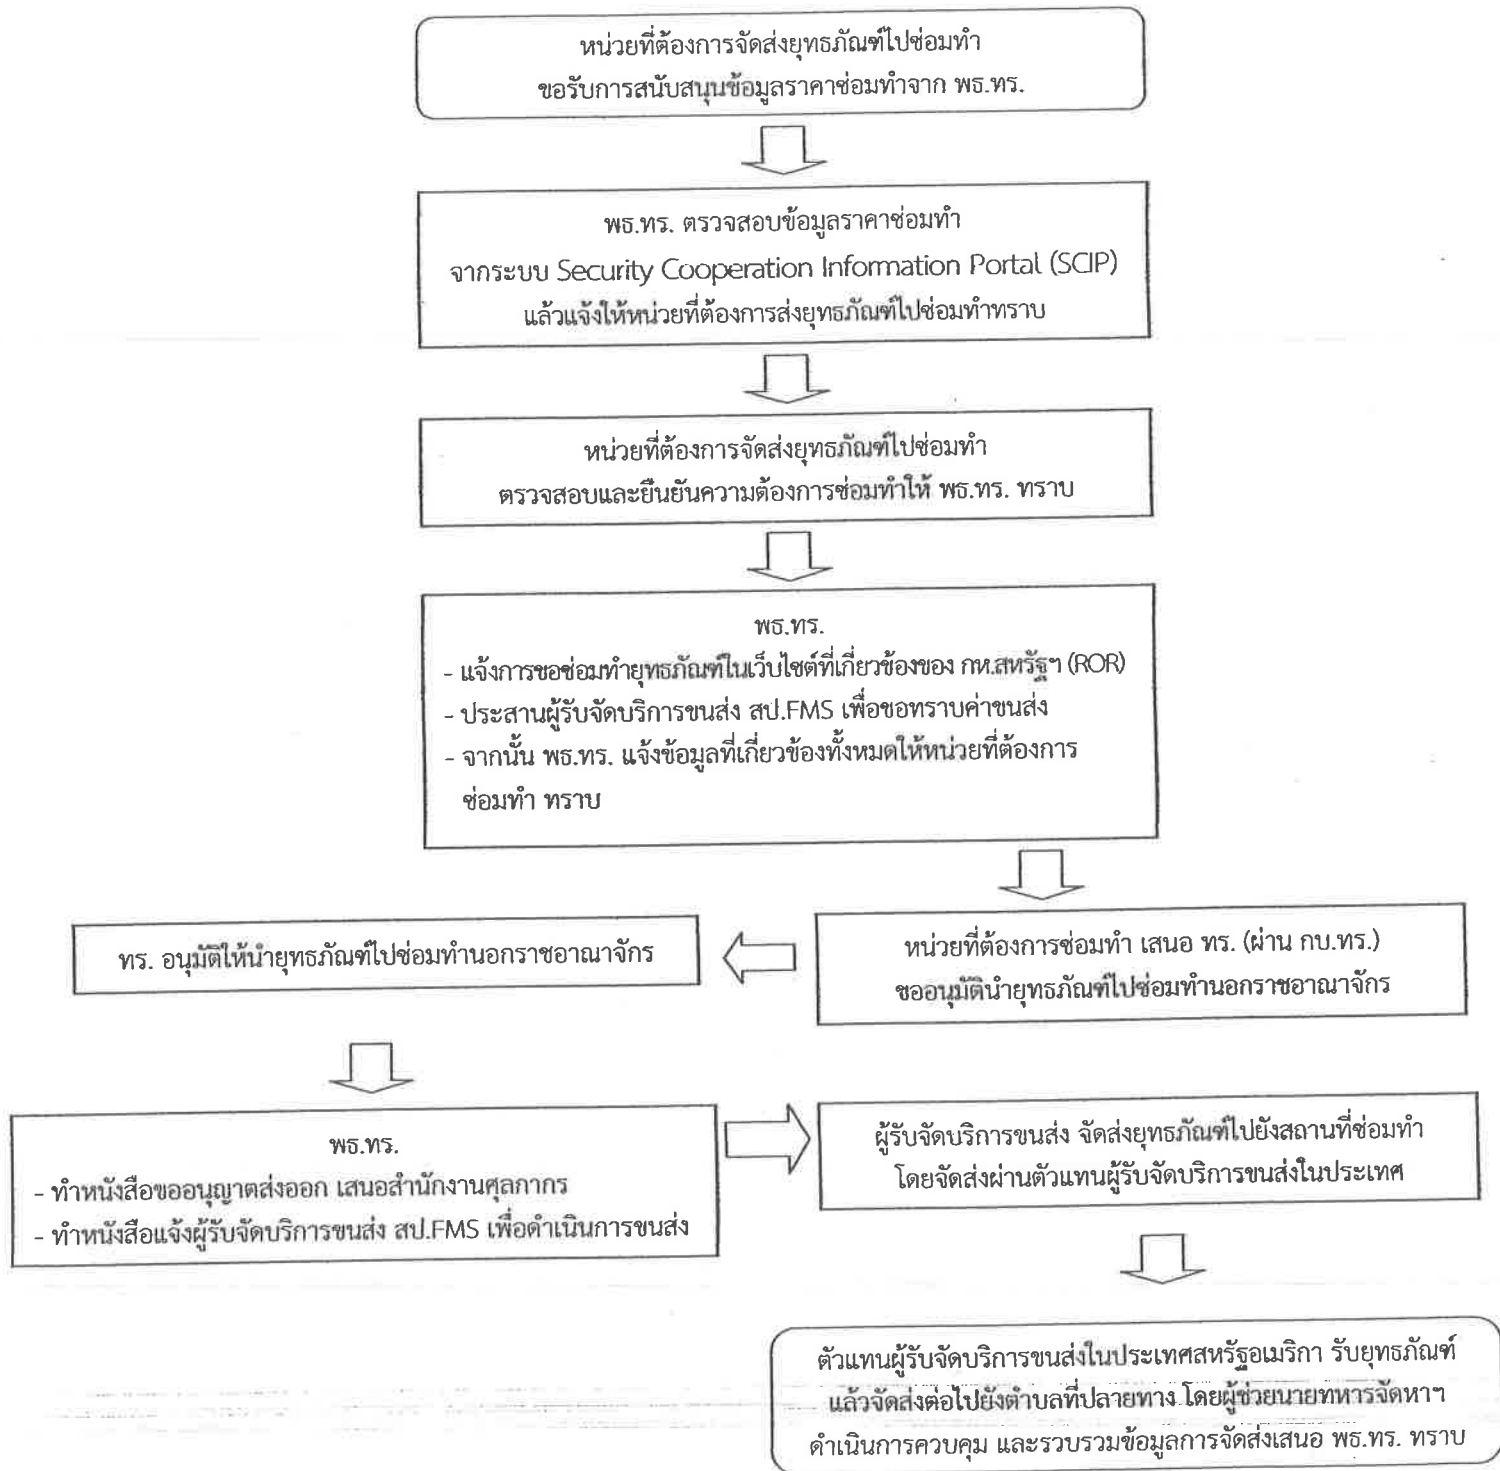 หน่วยที่ต้องการจัดส่งยุทธภัณฑ์ไปซ่อมทำ
ขอรับการสนับสนุนข้อมูลราคาซ่อมทำจาก พธ.ทร.
พธ.ทร. ตรวจสอบข้อมูลราคาซ่อมทำ
จากระบบ Security Cooperation Information Portal (SCIP)
แล้วแจ้งให้หน่วยที่ต้องการส่งยุทธภัณฑ์ไปซ่อมทำทราบ
หน่วยที่ต้องการจัดส่งยุทธภัณฑ์ไปซ่อมทำ
ตรวจสอบและยืนยันความต้องการซ่อมทำให้ พธ.ทร. ทราบ
พธ.ทร.
- แจ้งการขอซ่อมทำยุทธภัณฑ์ในเว็บไซต์ที่เกี่ยวข้องของ กห.สหรัฐฯ (ROR)
- ประสานผู้รับจัดบริการขนส่ง สป.FMS เพื่อขอทราบค่าขนส่ง
- จากนั้น พธ.ทร. แจ้งข้อมูลที่เกี่ยวข้องทั้งหมดให้หน่วยที่ต้องการ
ซ่อมทำ ทราบ
หน่วยที่ต้องการซ่อมทำ เสนอ ทร. (ผ่าน กบ.ทร.)
ขออนุมัตินำยุทธภัณฑ์ไปซ่อมทำนอกราชอาณาจักร
ทร. อนุมัติให้นำยุทธภัณฑ์ไปซ่อมทำนอกราชอาณาจักร
พธ.ทร.
- ทำหนังสือขออนุญาตส่งออก เสนอสำนักงานศุลกากร
- ทำหนังสือแจ้งผู้รับจัดบริการขนส่ง สป.FMS เพื่อดำเนินการขนส่ง
ผู้รับจัดบริการขนส่ง จัดส่งยุทธภัณฑ์ไปยังสถานที่ซ่อมทำ
โดยจัดส่งผ่านตัวแทนผู้รับจัดบริการขนส่งในประเทศ
ตัวแทนผู้รับจัดบริการขนส่งในประเทศสหรัฐอเมริกา รับยุทธภัณฑ์
แล้วจัดส่งต่อไปยังตำบลที่ปลายทาง โดยผู้ช่วยนายทหารจัดหาฯ
ดำเนินการควบคุม และรวบรวมข้อมูลการจัดส่งเสนอ พธ.ทร. ทราบ